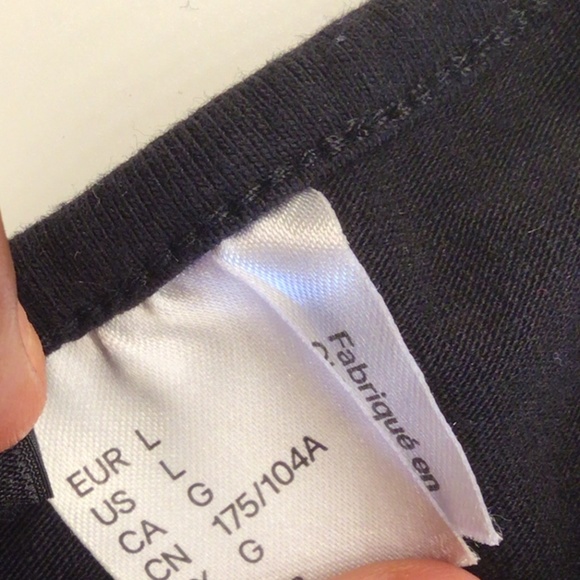 EUR L
US L
CA G
CN 175/104A
G
Fabriqué en